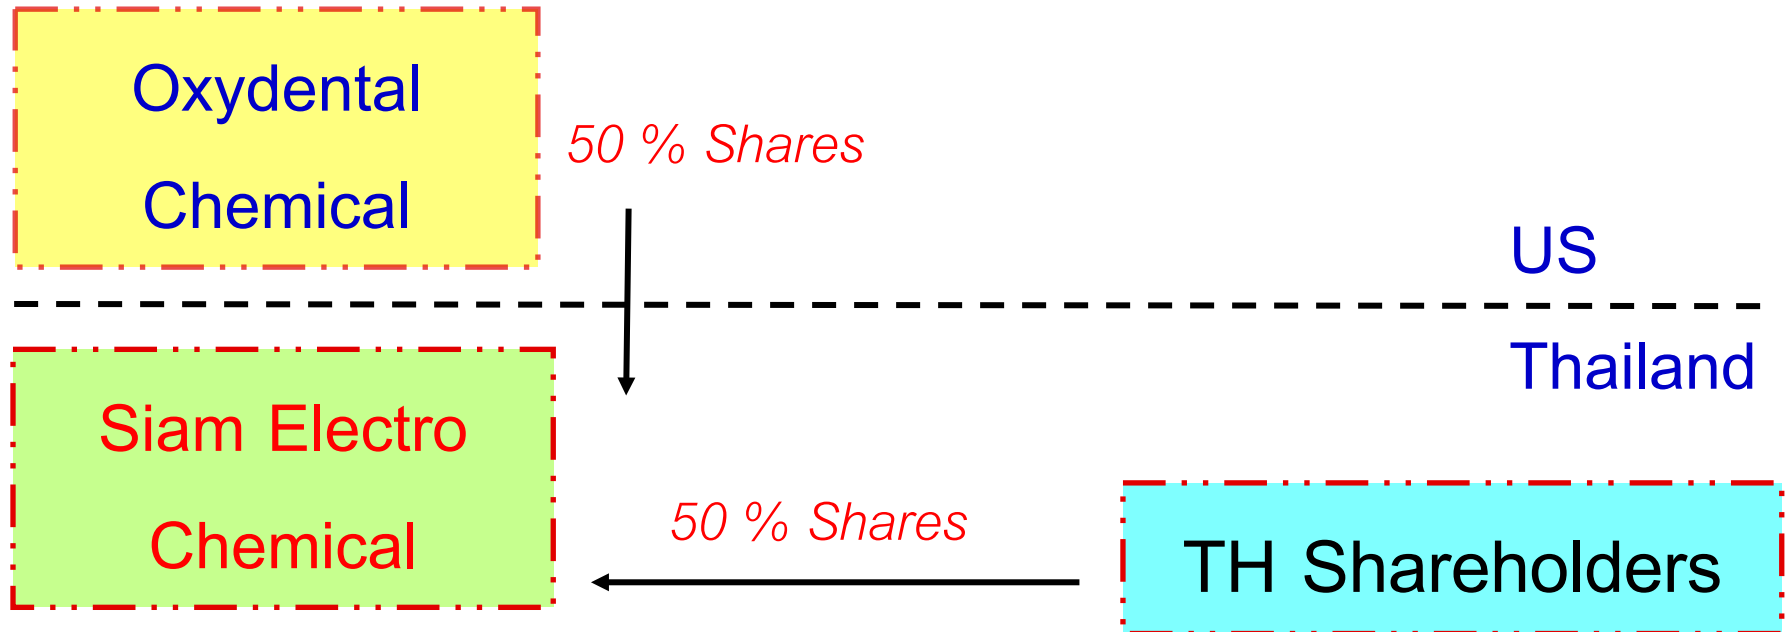 Oxydental
Chemical
50 % Shares
US
Thailand
Siam Electro
Chemical
50 % Shares
TH Shareholders